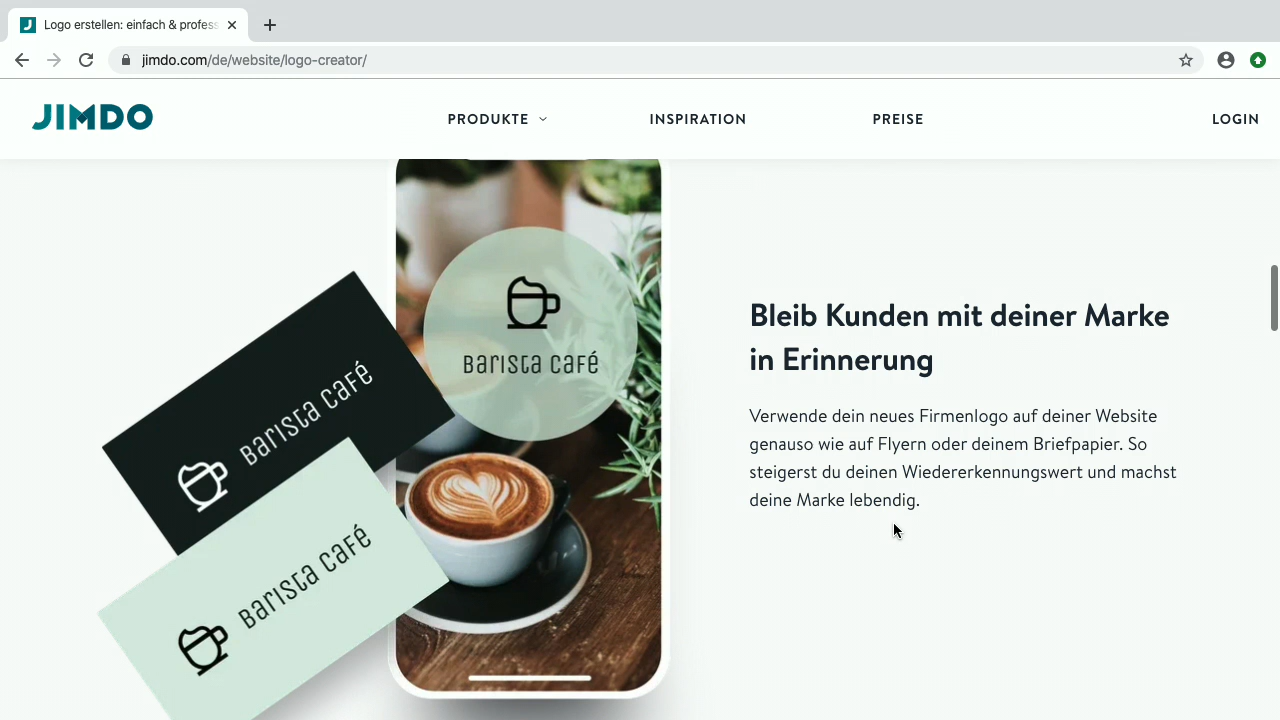 Logo erstellen: einfach & profess
jimdo.com/de/website/logo-creator/
JIMDO
PRODUKTE
INSPIRATION
PREISE
LOGIN
Barista Café
Barista Café
Barista Café
Bleib Kunden mit deiner Marke
in Erinnerung
Verwende dein neues Firmenlogo auf deiner Website
genauso wie auf Flyern oder deinem Briefpapier. So
steigerst du deinen Wiedererkennungswert und machst
deine Marke lebendig.